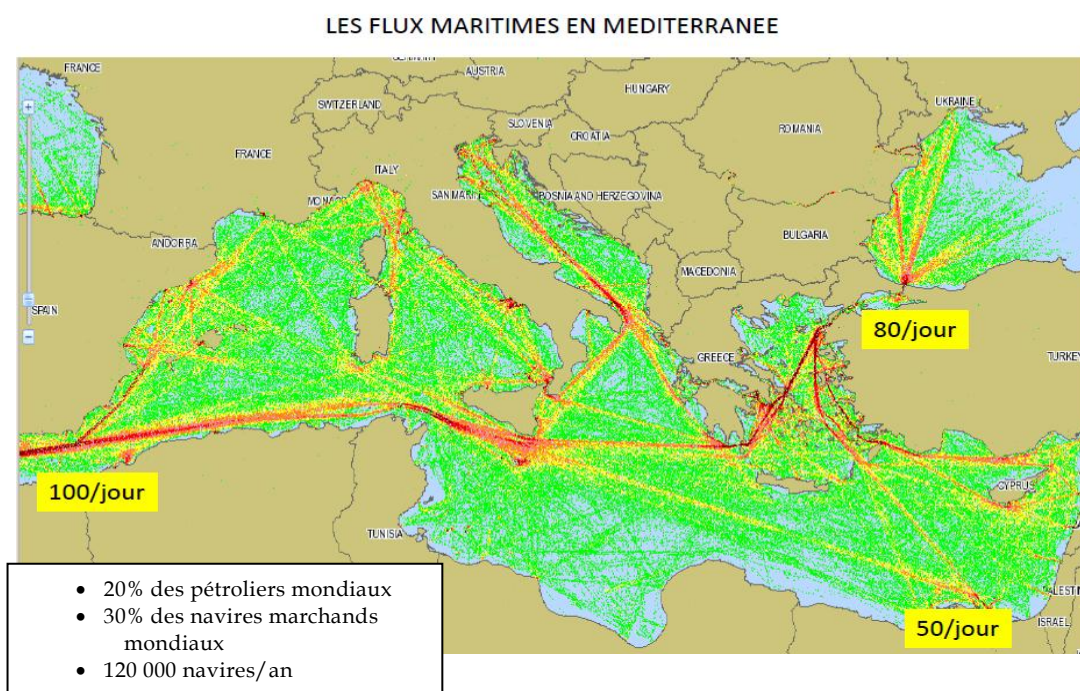 LES FLUX MARITIMES EN MEDITERRANEE
FRANCE
AUSTRIA
HUNGARY
UKRAINE
SWITZERLAND
SLOVENIA
CROATIA
ROMANIA
FRANCE
ITALY
SAN MARI
BOSNIA AND HERZEGOVINA
BULGARIA
ANDORRA
MACEDONIA
SPAIN
80/jour
GREECE
TURKEY
100/jour
CYPRUS
TUNISIA
50/jour
ISRAEL
• 20% des pétroliers mondiaux
• 30% des navires marchands
mondiaux
• 120 000 navires/an